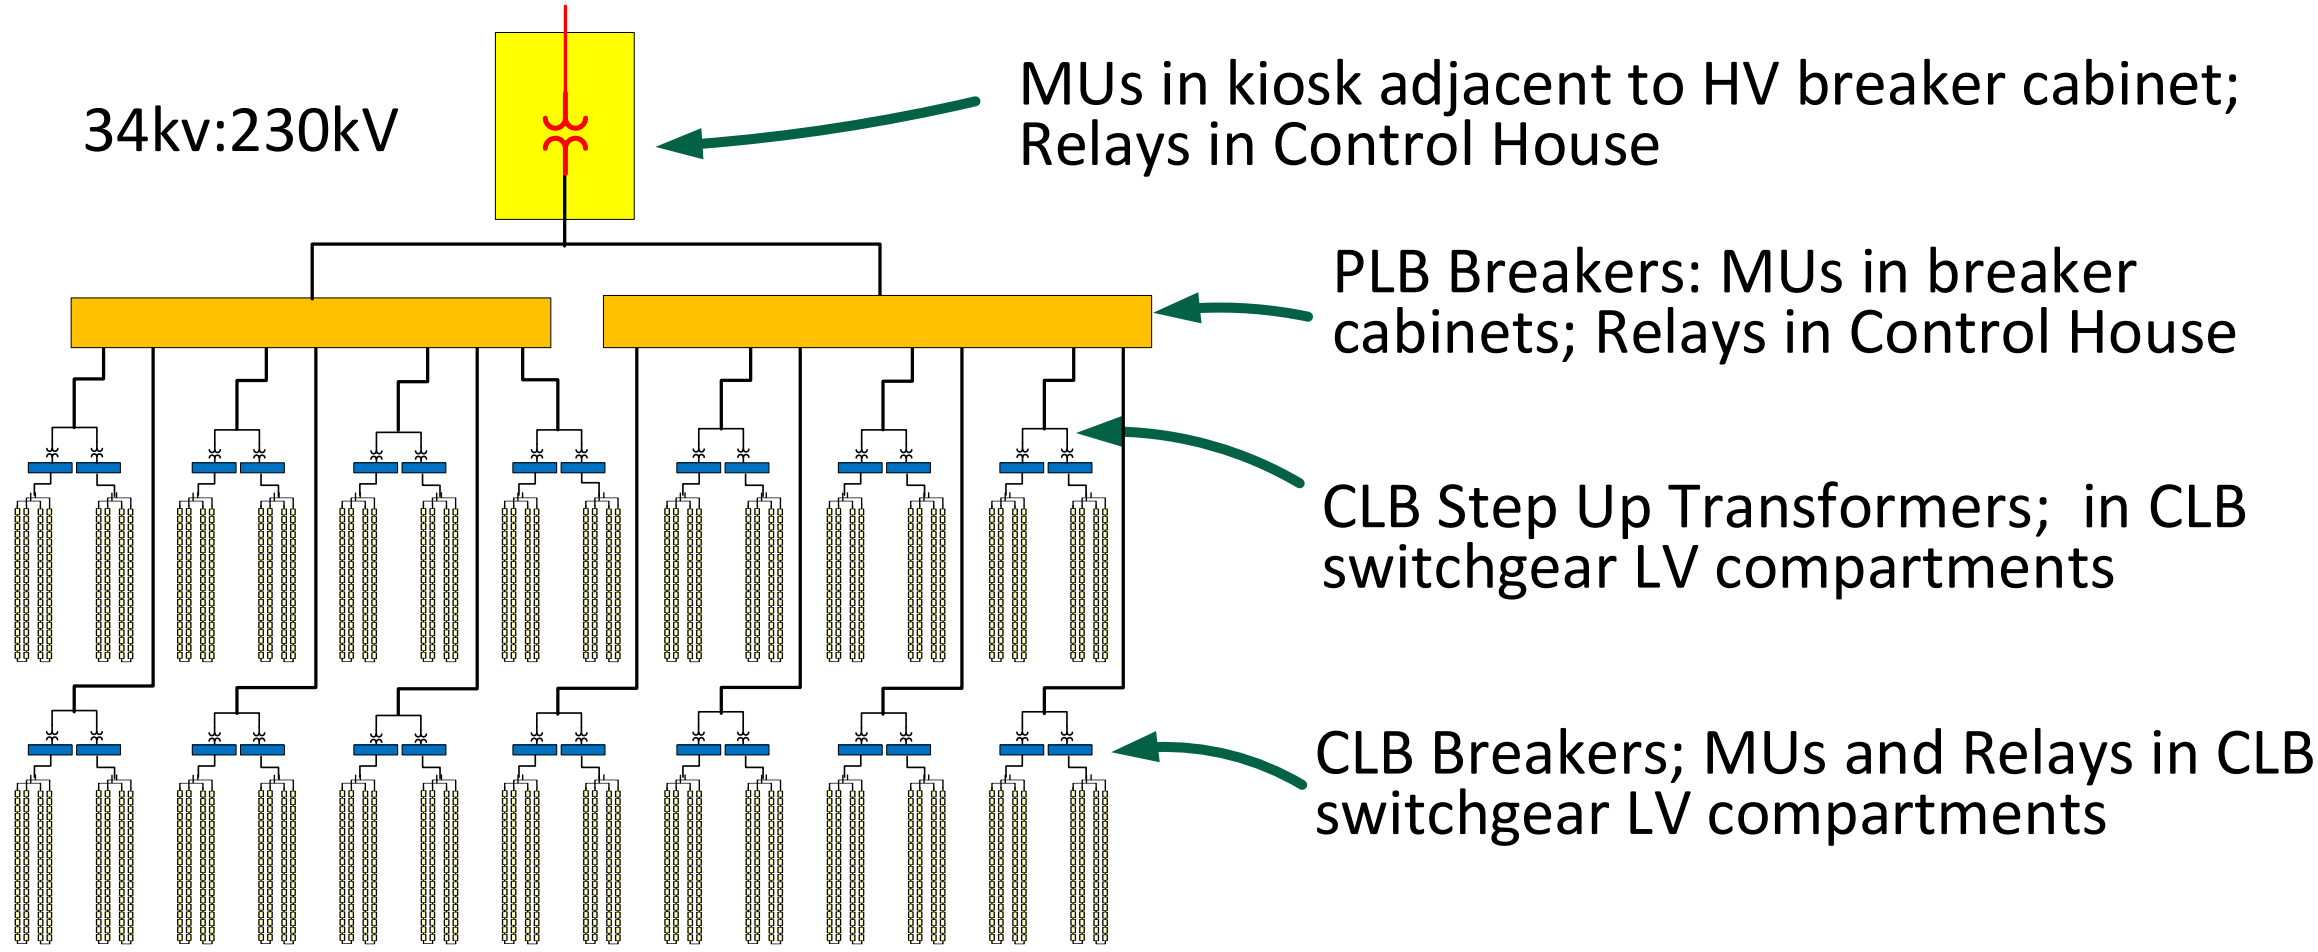 34kv:230kV
MUs in kiosk adjacent to HV breaker cabinet;
Relays in Control House
PLB Breakers: MUs in breaker
cabinets; Relays in Control House
CLB Step Up Transformers;  in CLB
switchgear LV compartments
CLB Breakers; MUs and Relays in CLB
switchgear LV compartments